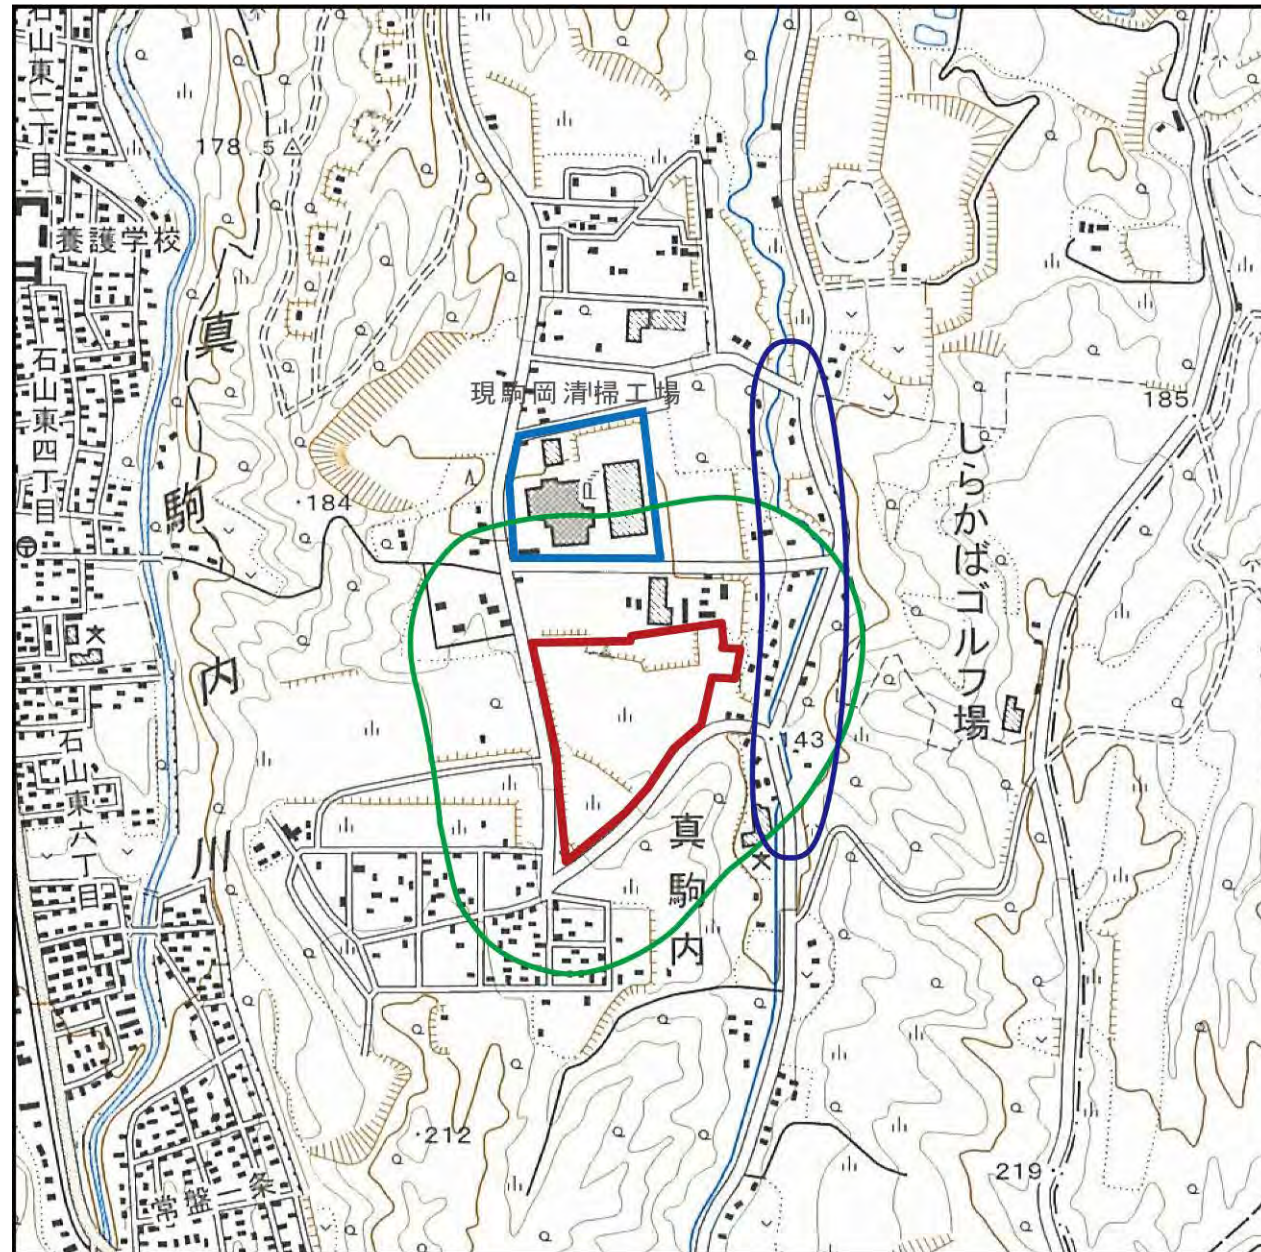 石山東二丁目
178.5
養護学校
石山東四丁目
真駒内川
現駒岡清掃工場
184
185
しらかばゴルフ場
43
石山東六丁目
真駒内
212
219
常盤一条